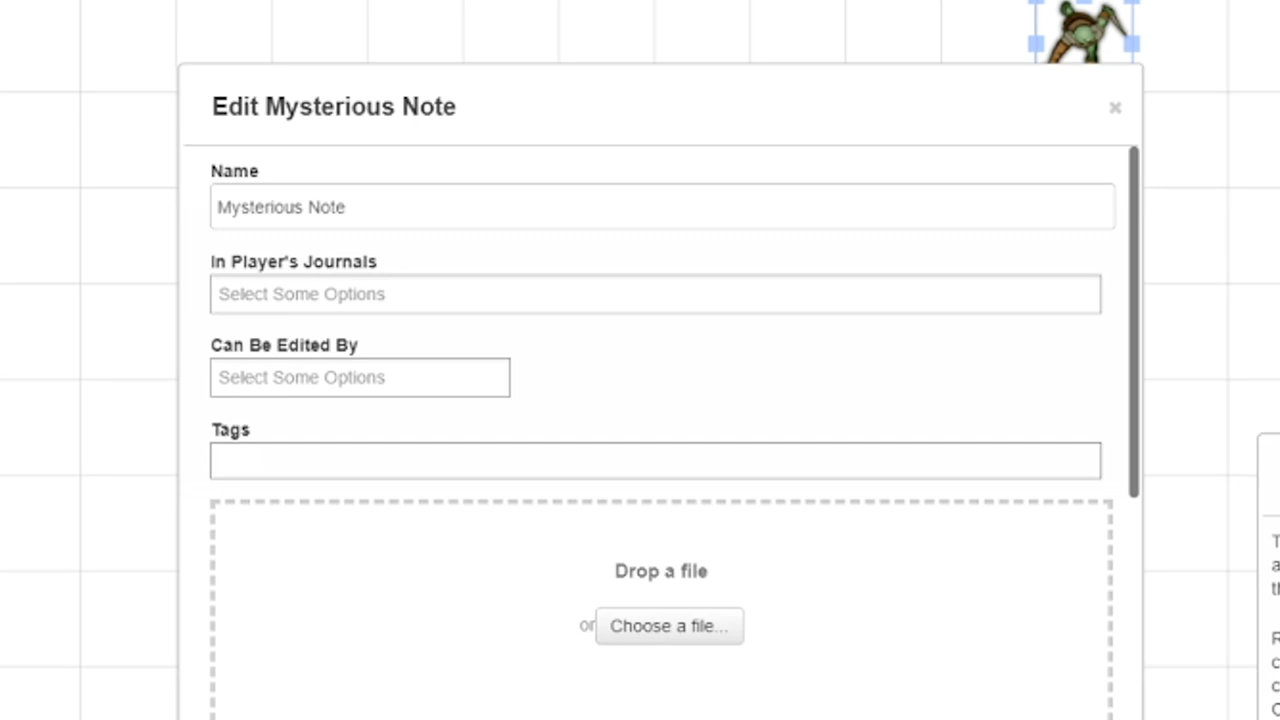 Edit Mysterious Note
×
Name
Mysterious Note
In Player's Journals
Select Some Options
Can Be Edited By
Select Some Options
Tags
Drop a file
or Choose a file...